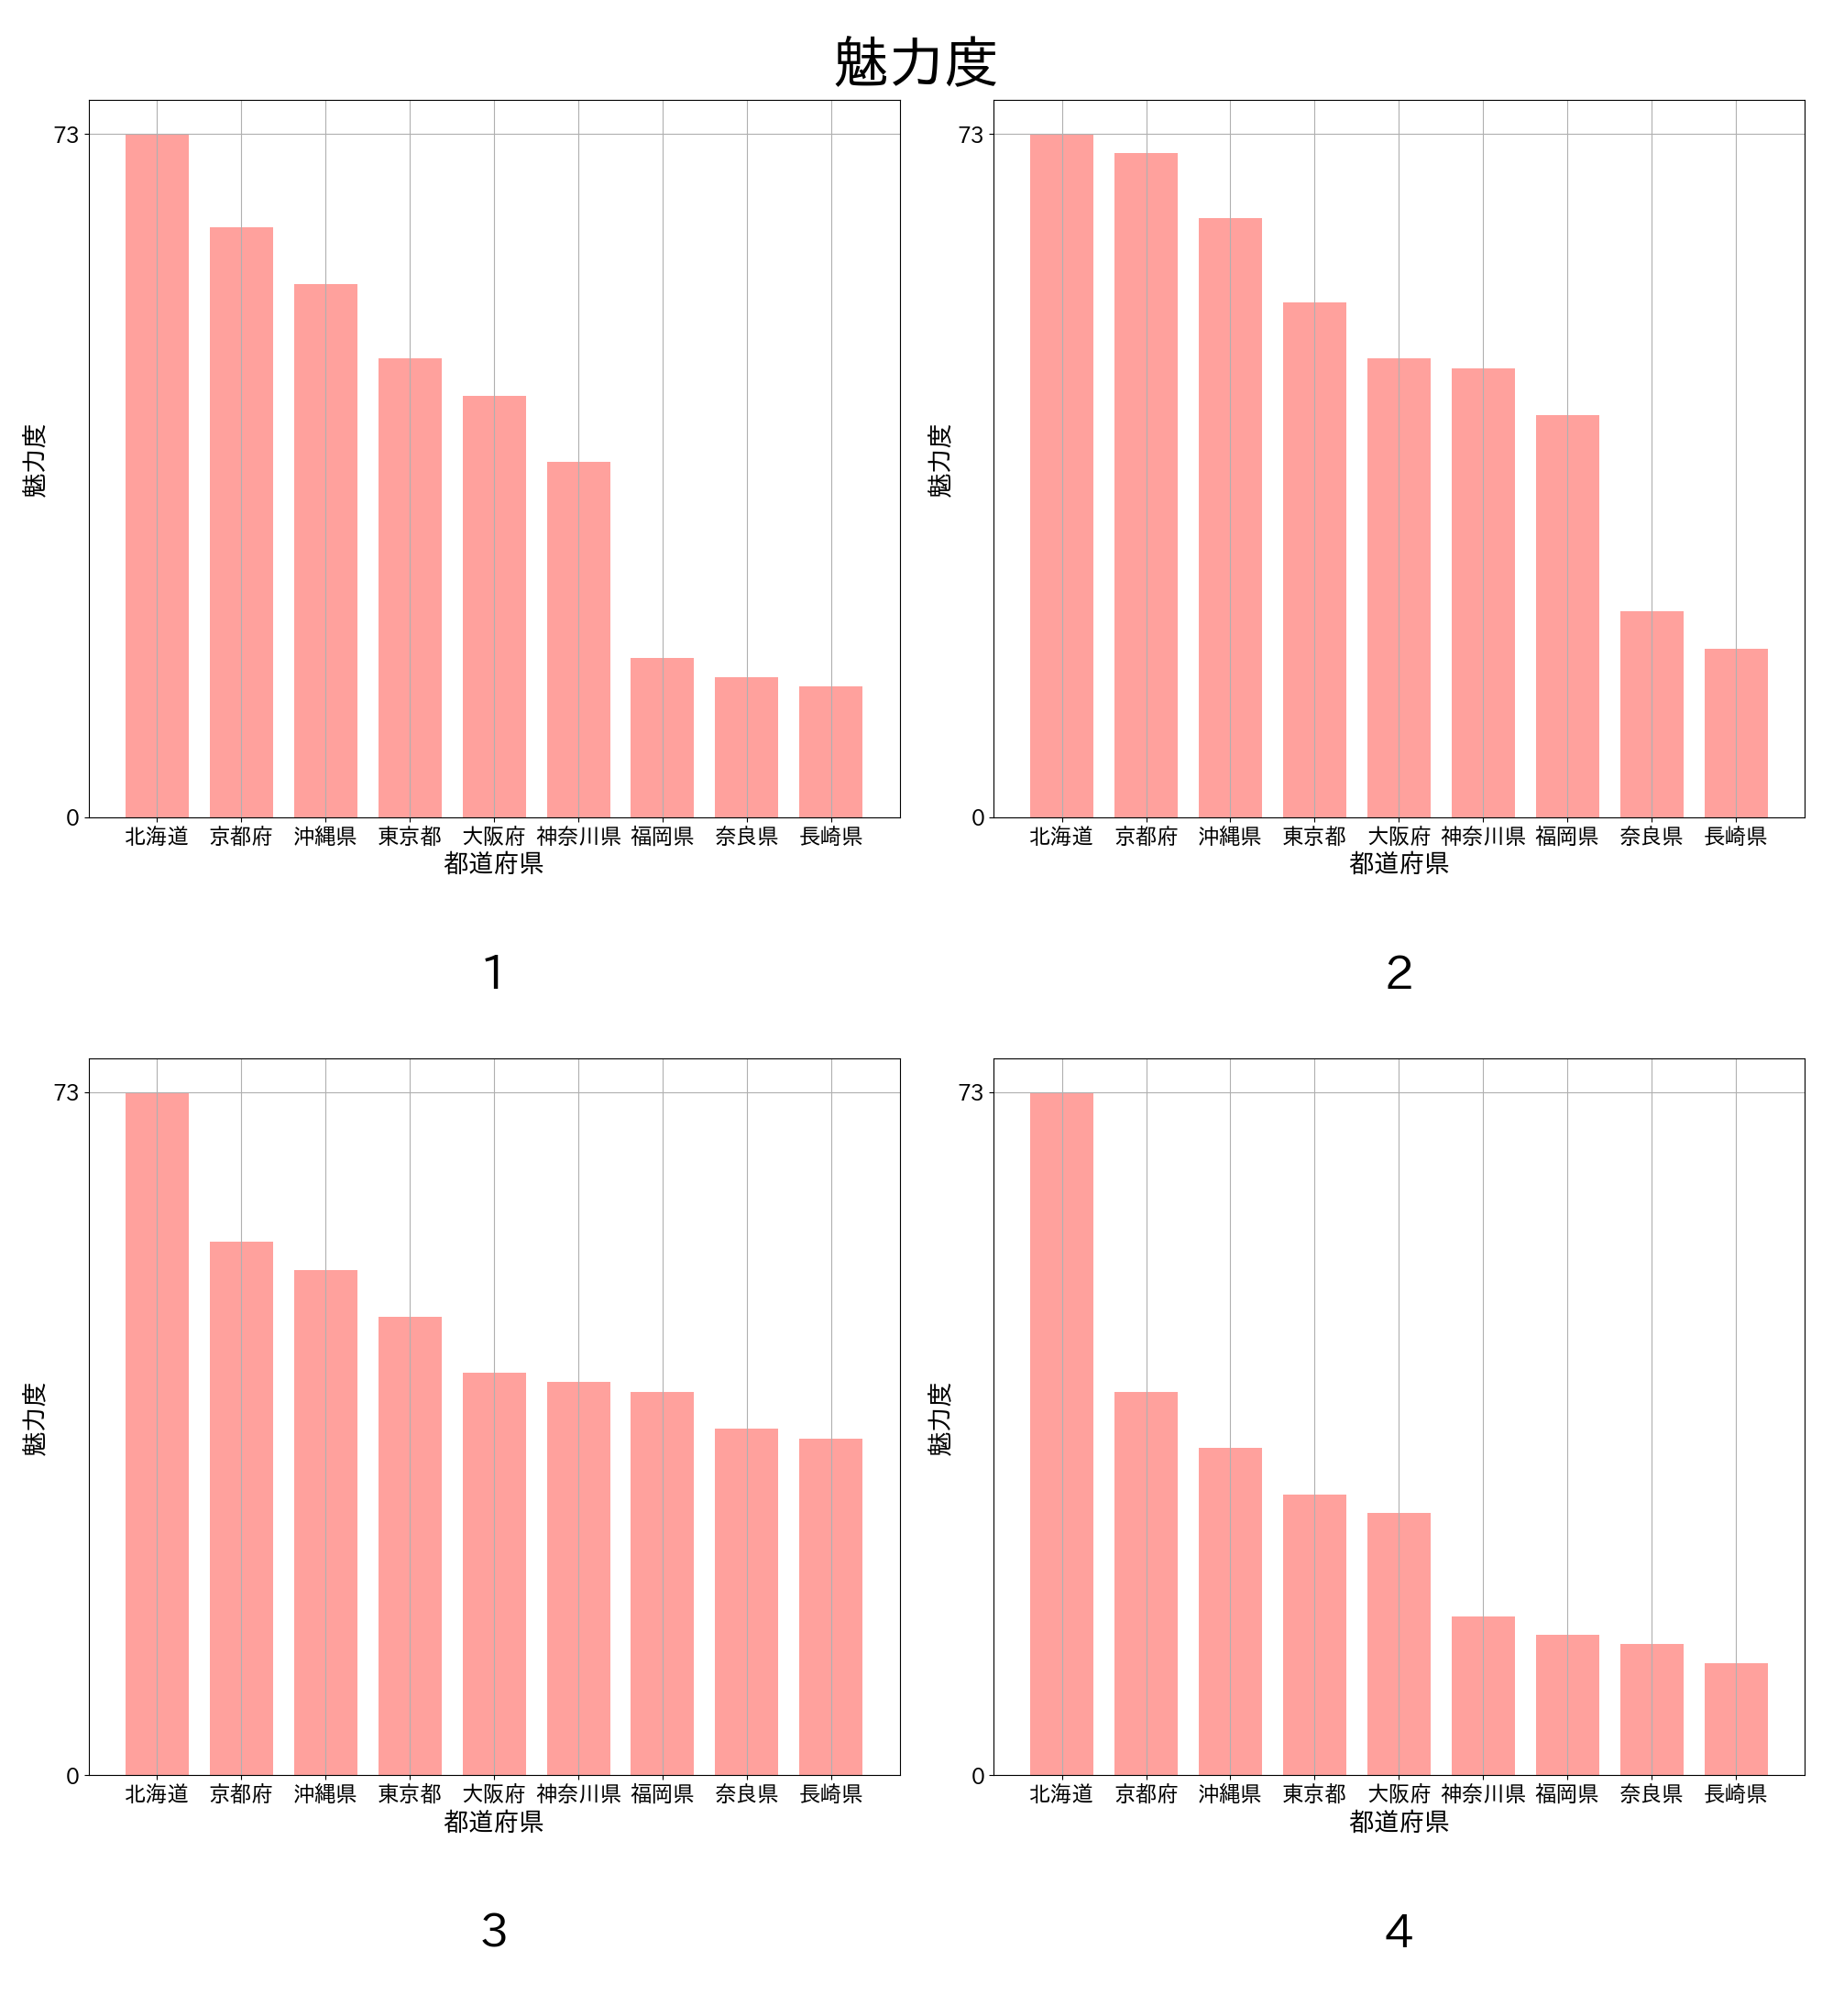 魅力度
73
0
魅力度
北海道 京都府 沖縄県 東京都 大阪府 神奈川県 福岡県 奈良県 長崎県
都道府県
1
73
0
魅力度
北海道 京都府 沖縄県 東京都 大阪府 神奈川県 福岡県 奈良県 長崎県
都道府県
2
73
0
魅力度
北海道 京都府 沖縄県 東京都 大阪府 神奈川県 福岡県 奈良県 長崎県
都道府県
3
73
0
魅力度
北海道 京都府 沖縄県 東京都 大阪府 神奈川県 福岡県 奈良県 長崎県
都道府県
4